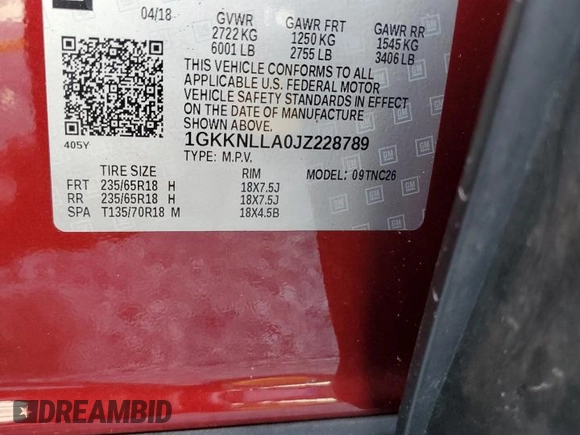 04/18 GVWR GAWR FRT GAWR RR
2722 KG 1250 KG 1545 KG
6001 LB 2755 LB 3406 LB
THIS VEHICLE CONFORMS TO ALL
APPLICABLE U.S. FEDERAL MOTOR
VEHICLE SAFETY STANDARDS IN EFFECT
ON THE DATE OF MANUFACTURE
SHOWN ABOVE.
405Y
1GKKNLLA0JZ228789
TYPE: M.P.V. MODEL: 09TNC26
TIRE SIZE RIM
FRT 235/65R18 H 18X7.5J
RR 235/65R18 H 18X7.5J
SPA T135/70R18 M 18X4.5B
GM GM GM
DREAMBID